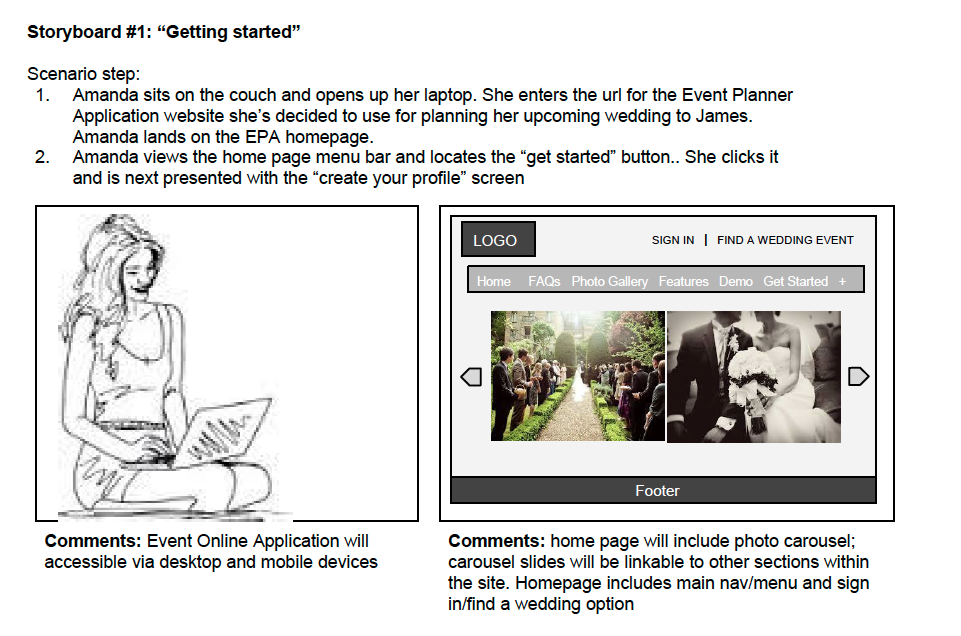 Storyboard #1: “Getting started”
Scenario step:
1. Amanda sits on the couch and opens up her laptop. She enters the url for the Event Planner
Application website she’s decided to use for planning her upcoming wedding to James.
Amanda lands on the EPA homepage.
2. Amanda views the home page menu bar and locates the “get started” button.. She clicks it
and is next presented with the “create your profile” screen
LOGO
SIGN IN | FIND A WEDDING EVENT
Home FAQs Photo Gallery Features Demo Get Started +
Footer
Comments: Event Online Application will
accessible via desktop and mobile devices
Comments: home page will include photo carousel;
carousel slides will be linkable to other sections within
the site. Homepage includes main nav/menu and sign
in/find a wedding option